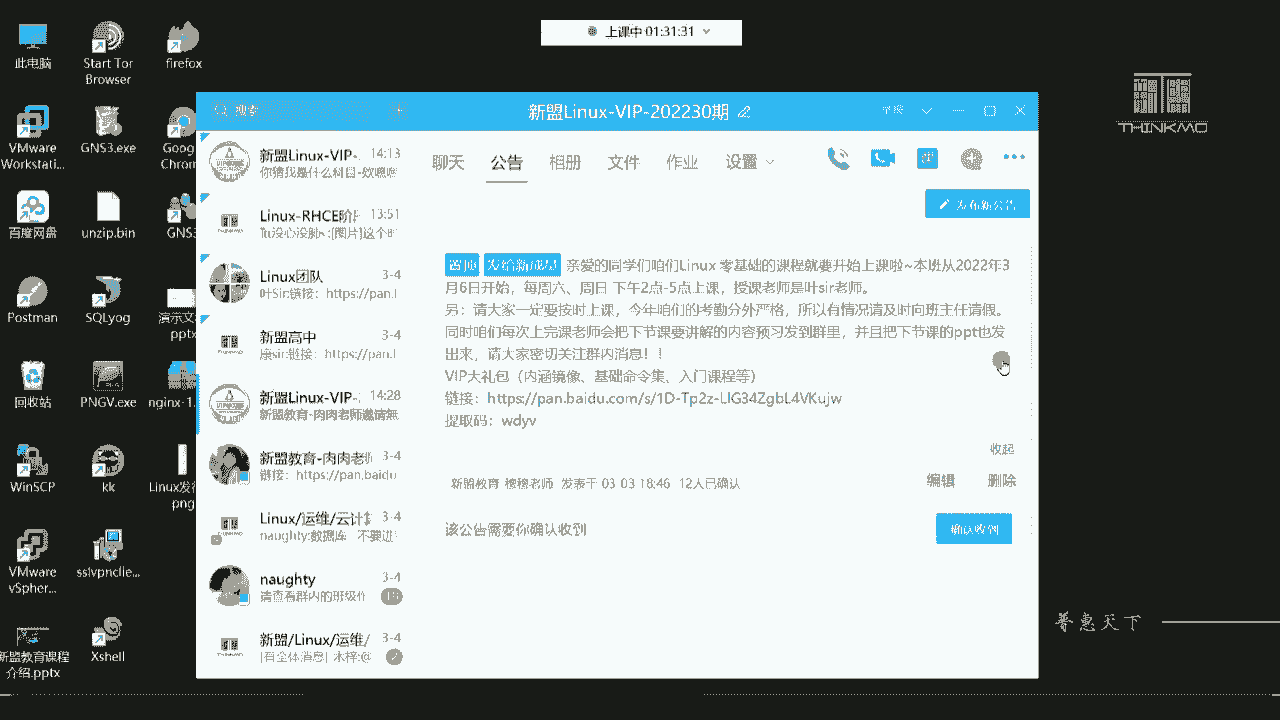 上课中 01:31:31
此电脑
Start Tor
Browser
firefox
VMware
Workstati...
GNS3.exe
Goog
Chrom
百度网盘
unzip.bin
GNS3
Postman
SQLyog
演示文
pptx
回收站
PNGV.exe
nginx-1.
WinSCP
kk
Linux发行
png
VMware
vSpher...
sslvpnclie...
新盟教育课程
介绍.pptx
Xshell
搜索
新盟Linux-VIP-202230期
新盟Linux-VIP-
14:13
Linux-RHCE阶
13:51
Linux团队
3-4
叶Sir链接：https://pan.l
新盟高中
3-4
康sir:链接：https://pan.l
新盟Linux-VIP-
14:28
新盟教育-肉肉老师邀请
新盟教育-肉肉老
3-4
链接：https://pan.baidu
Linux/运维/云计
3-4
naughty:数据库 不要进
naughty
3-4
请查看群内的班级作
新盟/Linux/运维/
3-4
[有全体消息]
聊天
公告
相册
文件
作业
设置
发布新公告
置顶 发给新成员 亲爱的同学们咱们Linux 零基础的课程就要开始上课啦~本班从2022年3
月6日开始，每周六、周日 下午2点-5点上课，授课老师是叶sir老师。
另：请大家一定要按时上课，今年咱们的考勤分外严格，所以有情况请及时向班主任请假。
同时咱们每次上完课老师会把下节课要讲解的内容预习发到群里，并且把下节课的ppt也发
出来，请大家密切关注群内消息！！
VIP大礼包（内涵镜像、基础命令集、入门课程等）
链接：https://pan.baidu.com/s/1D-Tp2z-LIG34ZgbL4VKujw
提取码：wdyv
收起
新盟教育 穆穆老师 发表于 03-03 18:46 12人已确认
编辑
删除
该公告需要你确认收到
确认收到
THINKMO
普惠天下